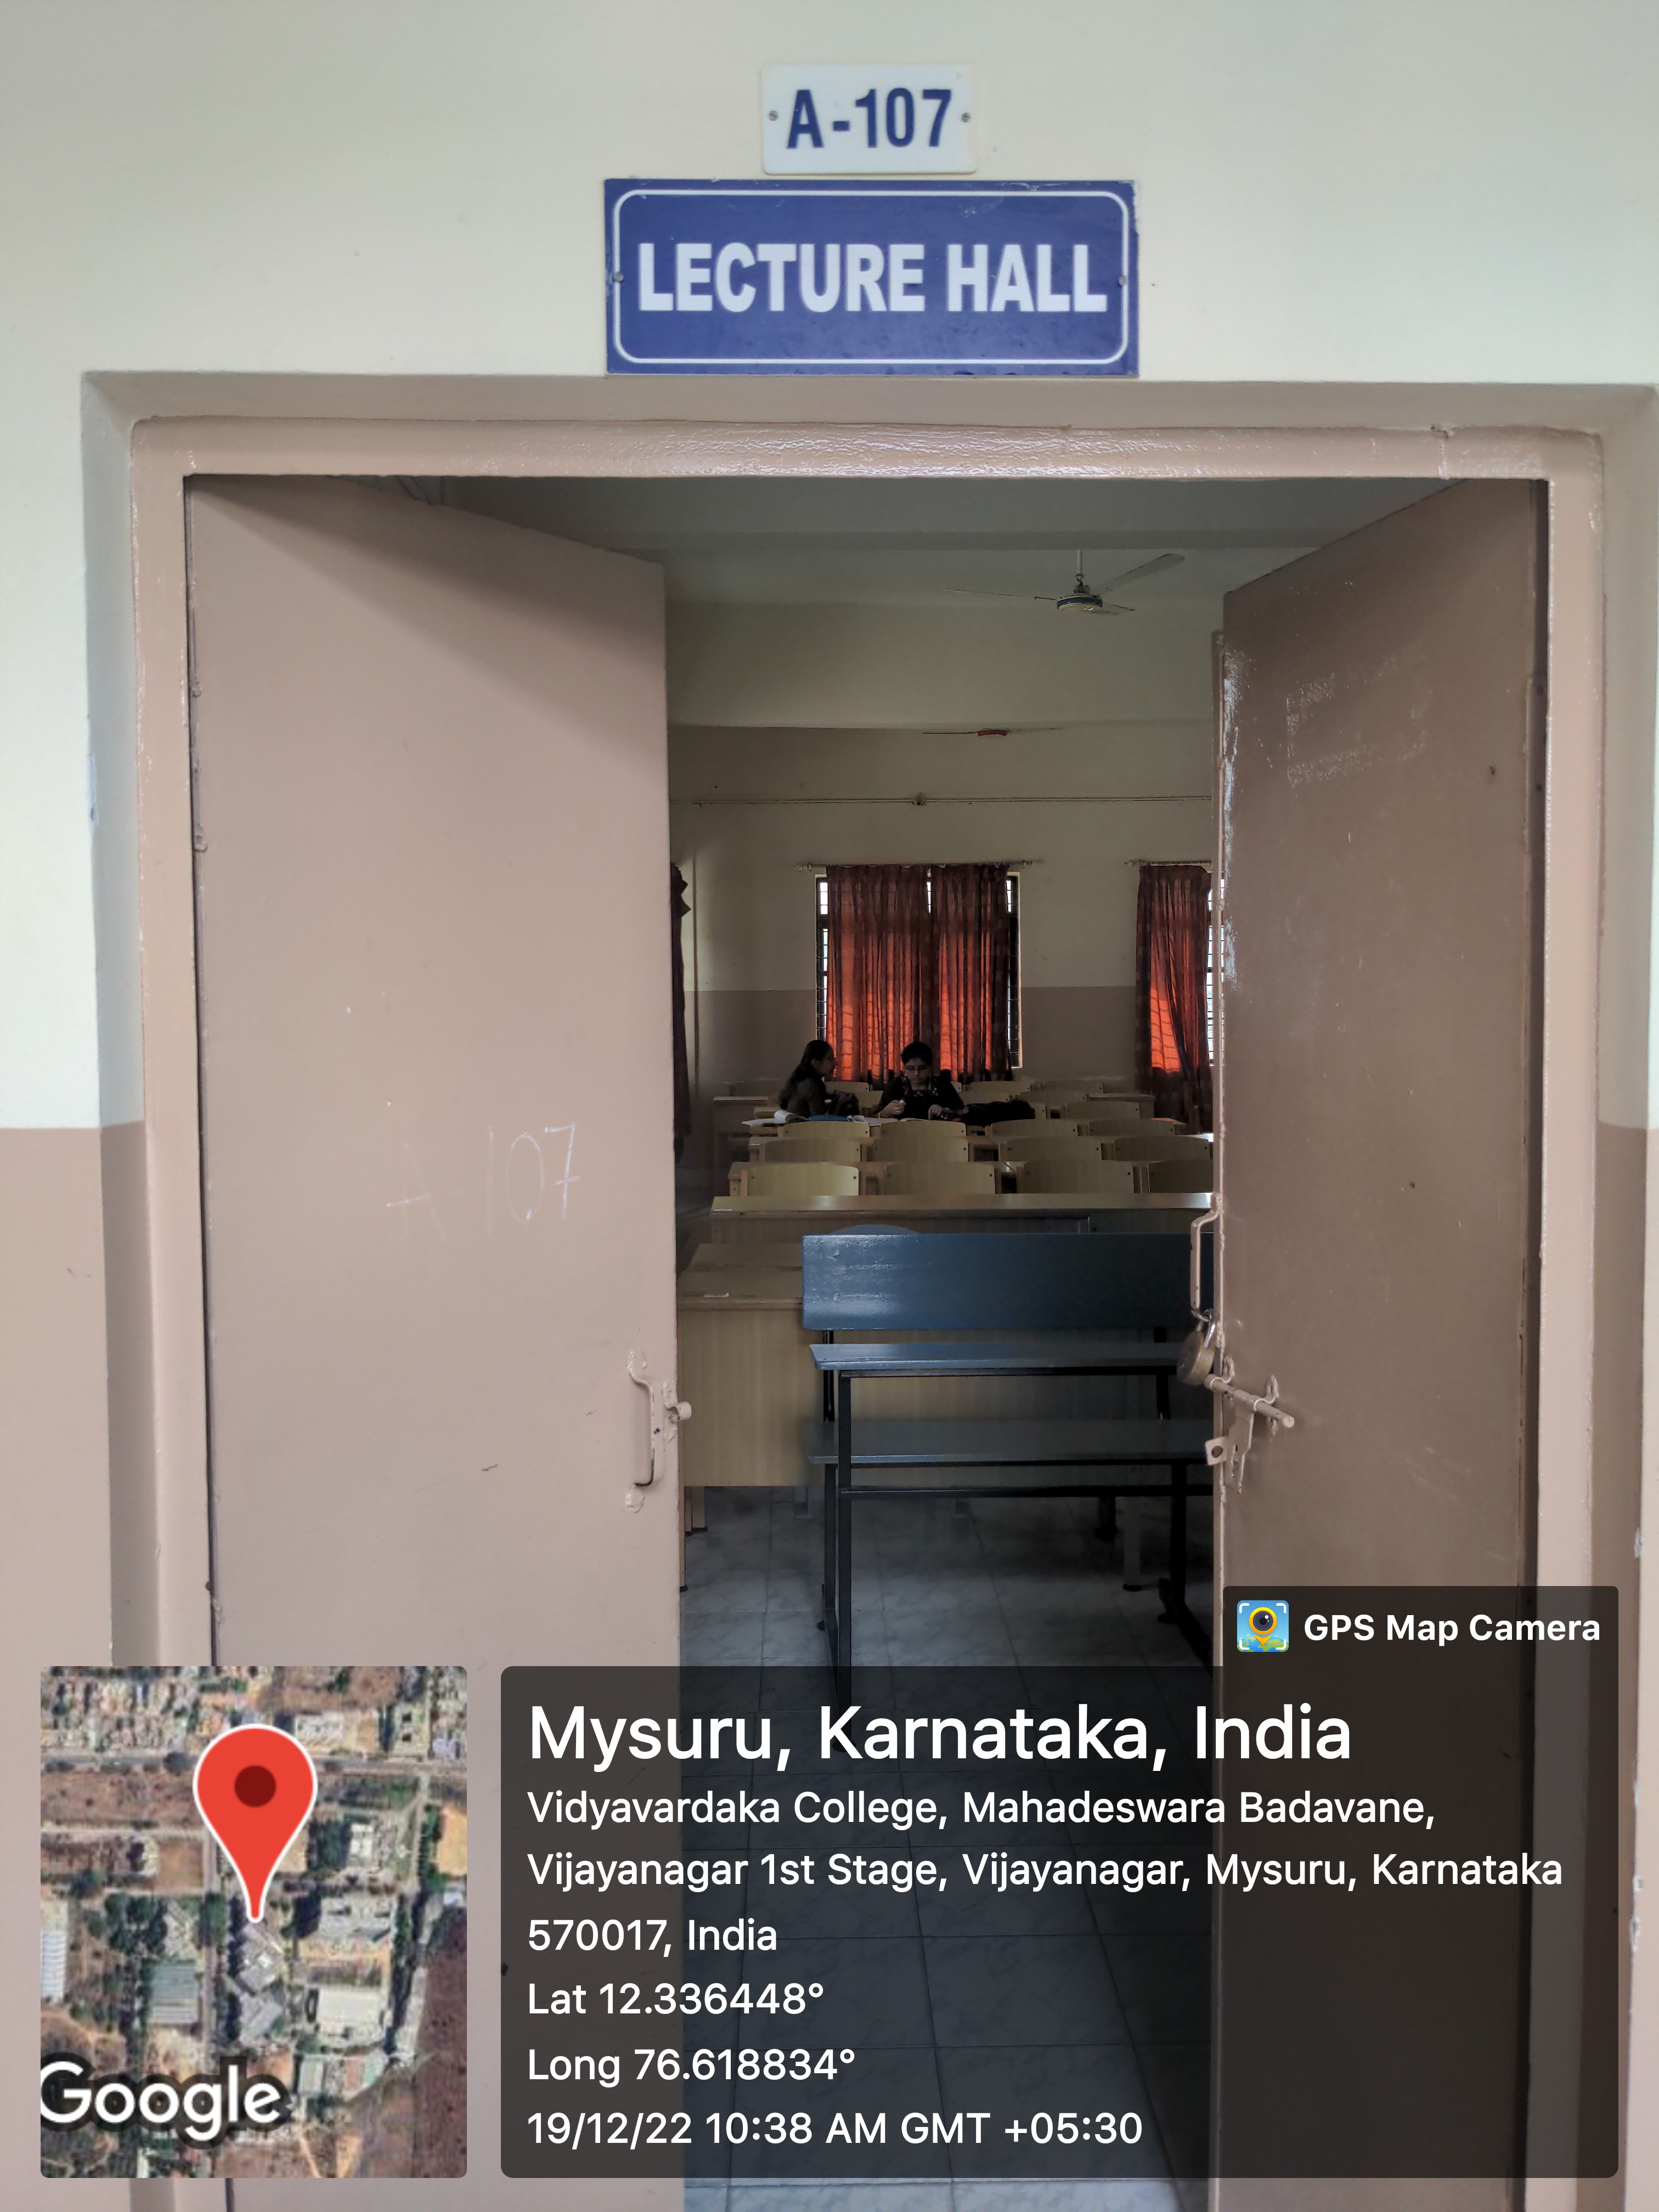 A-107
LECTURE HALL
A-107
GPS Map Camera
Mysuru, Karnataka, India
Vidyavardaka College, Mahadeswara Badavane,
Vijayanagar 1st Stage, Vijayanagar, Mysuru, Karnataka
570017, India
Lat 12.336448°
Long 76.618834°
19/12/22 10:38 AM GMT +05:30
Google